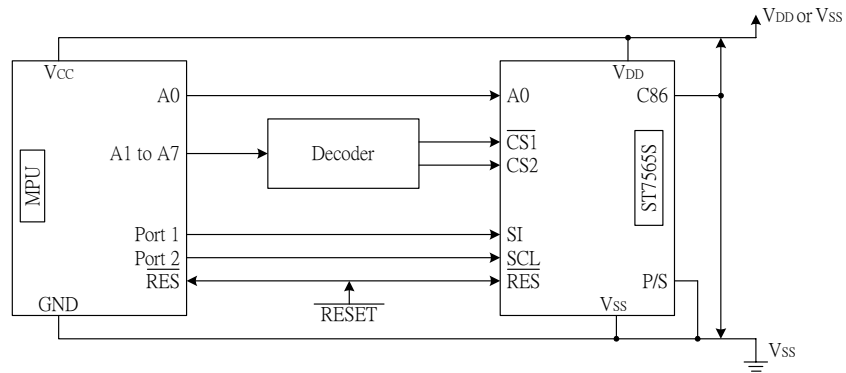 VDD or VSS
VCC
VDD
A0
A0
C86
A1 to A7
Decoder
CS1
CS2
MPU
ST7565S
Port 1
SI
Port 2
SCL
RES
RES
P/S
RESET
GND
VSS
VSS